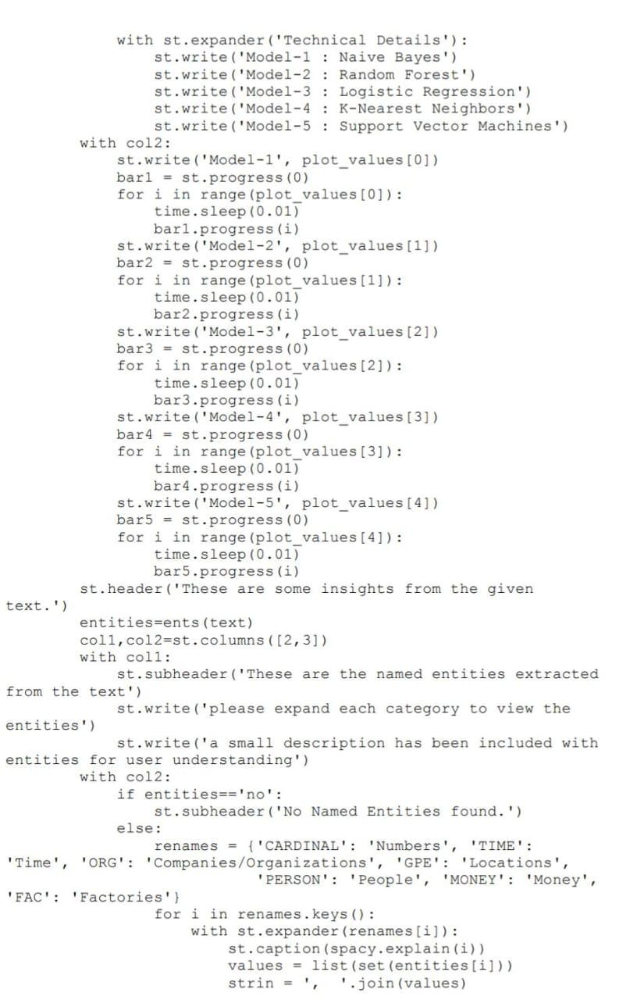 with st.expander('Technical Details'):
                st.write('Model-1 : Naive Bayes')
                st.write('Model-2 : Random Forest')
                st.write('Model-3 : Logistic Regression')
                st.write('Model-4 : K-Nearest Neighbors')
                st.write('Model-5 : Support Vector Machines')
        with col2:
            st.write('Model-1', plot_values[0])
            bar1 = st.progress(0)
            for i in range(plot_values[0]):
                time.sleep(0.01)
                bar1.progress(i)
            st.write('Model-2', plot_values[1])
            bar2 = st.progress(0)
            for i in range(plot_values[1]):
                time.sleep(0.01)
                bar2.progress(i)
            st.write('Model-3', plot_values[2])
            bar3 = st.progress(0)
            for i in range(plot_values[2]):
                time.sleep(0.01)
                bar3.progress(i)
            st.write('Model-4', plot_values[3])
            bar4 = st.progress(0)
            for i in range(plot_values[3]):
                time.sleep(0.01)
                bar4.progress(i)
            st.write('Model-5', plot_values[4])
            bar5 = st.progress(0)
            for i in range(plot_values[4]):
                time.sleep(0.01)
                bar5.progress(i)
        st.header('These are some insights from the given
text.')
        entities=ents(text)
        col1,col2=st.columns([2,3])
        with col1:
            st.subheader('These are the named entities extracted
from the text')
            st.write('please expand each category to view the
entities')
            st.write('a small description has been included with
entities for user understanding')
        with col2:
            if entities=='no':
                st.subheader('No Named Entities found.')
            else:
                renames = {'CARDINAL': 'Numbers', 'TIME':
'Time', 'ORG': 'Companies/Organizations', 'GPE': 'Locations',
                           'PERSON': 'People', 'MONEY': 'Money',
'FAC': 'Factories'}
                for i in renames.keys():
                    with st.expander(renames[i]):
                        st.caption(spacy.explain(i))
                        values = list(set(entities[i]))
                        strin = ',  '.join(values)